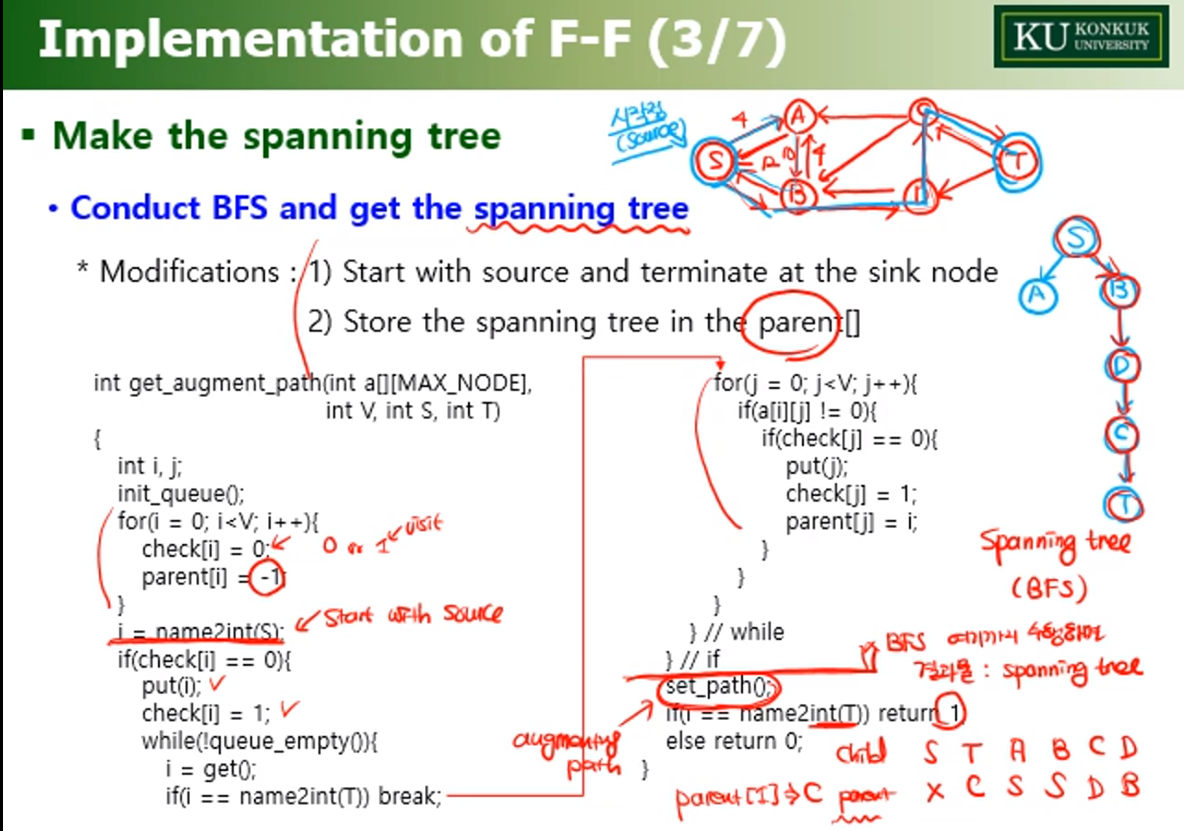 Implementation of F-F (3/7)
KU KONKUK UNIVERSITY
▪ Make the spanning tree
시작점
(source)
4
A
C
S
12
10
4
B
D
T
• Conduct BFS and get the spanning tree
* Modifications : 1) Start with source and terminate at the sink node
2) Store the spanning tree in the parent[]
S
A
B
D
C
T
Spanning tree
(BFS)
int get_augment_path(int a[][MAX_NODE],
int V, int S, int T)
{
int i, j;
init_queue();
for(i = 0; i<V; i++){
check[i] = 0; 0 or 1 visit
parent[i] = -1;
}
i = name2int(S); start with source
if(check[i] == 0){
put(i);
check[i] = 1;
while(!queue_empty()){
i = get();
if(i == name2int(T)) break;
for(j = 0; j<V; j++){
if(a[i][j] != 0){
if(check[j] == 0){
put(j);
check[j] = 1;
parent[j] = i;
}
}
}
} // while
} // if
BFS 여기까지 수행하여
결과물 : spanning tree
set_path();
augmenting
path
if(i == name2int(T)) return 1;
else return 0;
}
child S T A B C D
parent[T] → C parent X C S S D B